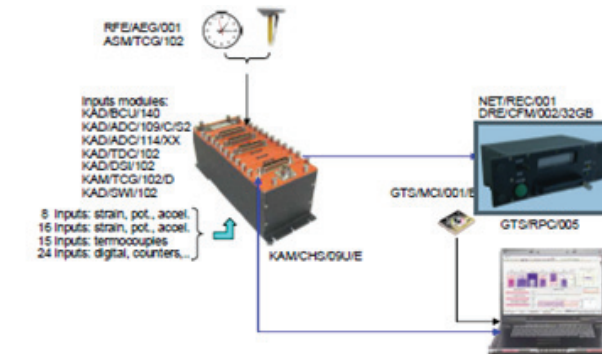 RFE/AEG/001
ASM/TCG/102
Inputs modules:
KAD/BCU/140
KAD/ADC/109/C/S2
KAD/ADC/114/XX
KAD/TDC/102
KAD/DSI/102
KAM/TCG/102/D
KAD/SWI/102
8 Inputs: strain, pot., accel.
16 Inputs: strain, pot., accel.
15 Inputs: termocouples
24 Inputs: digital, counters,..
KAM/CHS/09U/E
NET/REC/001
DRE/CFM/002/32GB
GTS/MCI/001/E
GTS/RPC/005